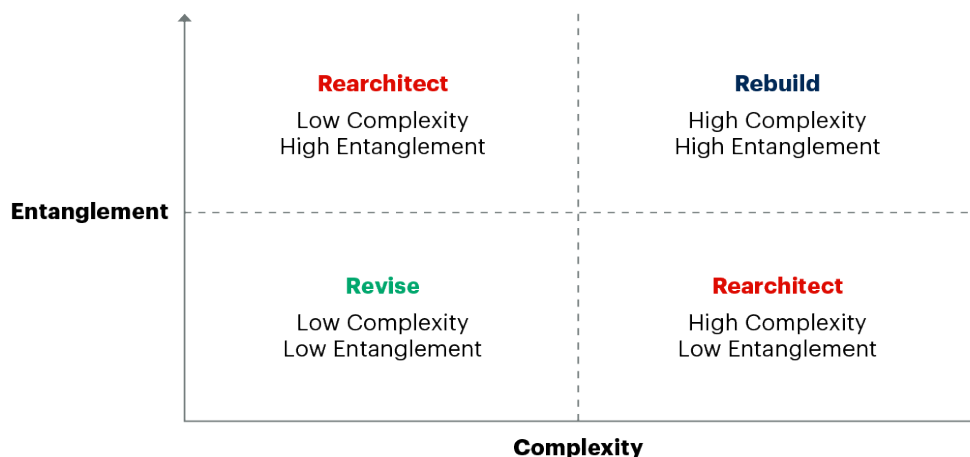 Rearchitect
Low Complexity
High Entanglement
Rebuild
High Complexity
High Entanglement
Entanglement
Revise
Low Complexity
Low Entanglement
Rearchitect
High Complexity
Low Entanglement
Complexity